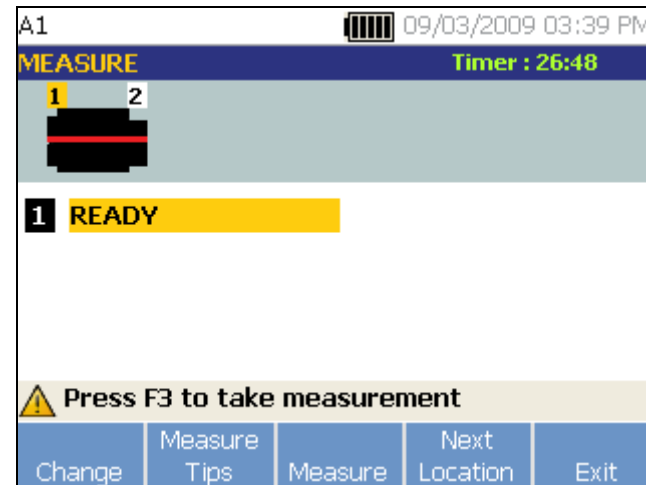 A1 09/03/2009 03:39 PM
MEASURE Timer : 26:48
1 2
1 READY
Press F3 to take measurement
Change Measure Tips Measure Next Location Exit